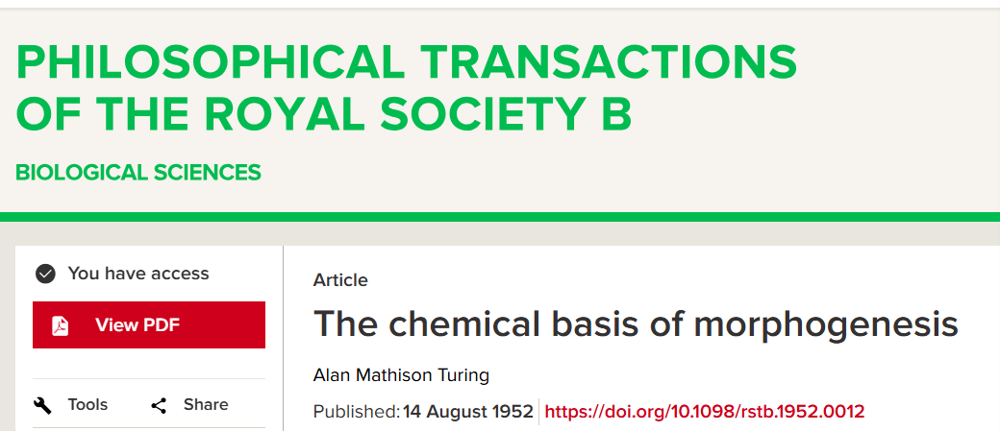 PHILOSOPHICAL TRANSACTIONS
OF THE ROYAL SOCIETY B
BIOLOGICAL SCIENCES
You have access
View PDF
Tools
Share
Article
The chemical basis of morphogenesis
Alan Mathison Turing
Published: 14 August 1952 https://doi.org/10.1098/rstb.1952.0012